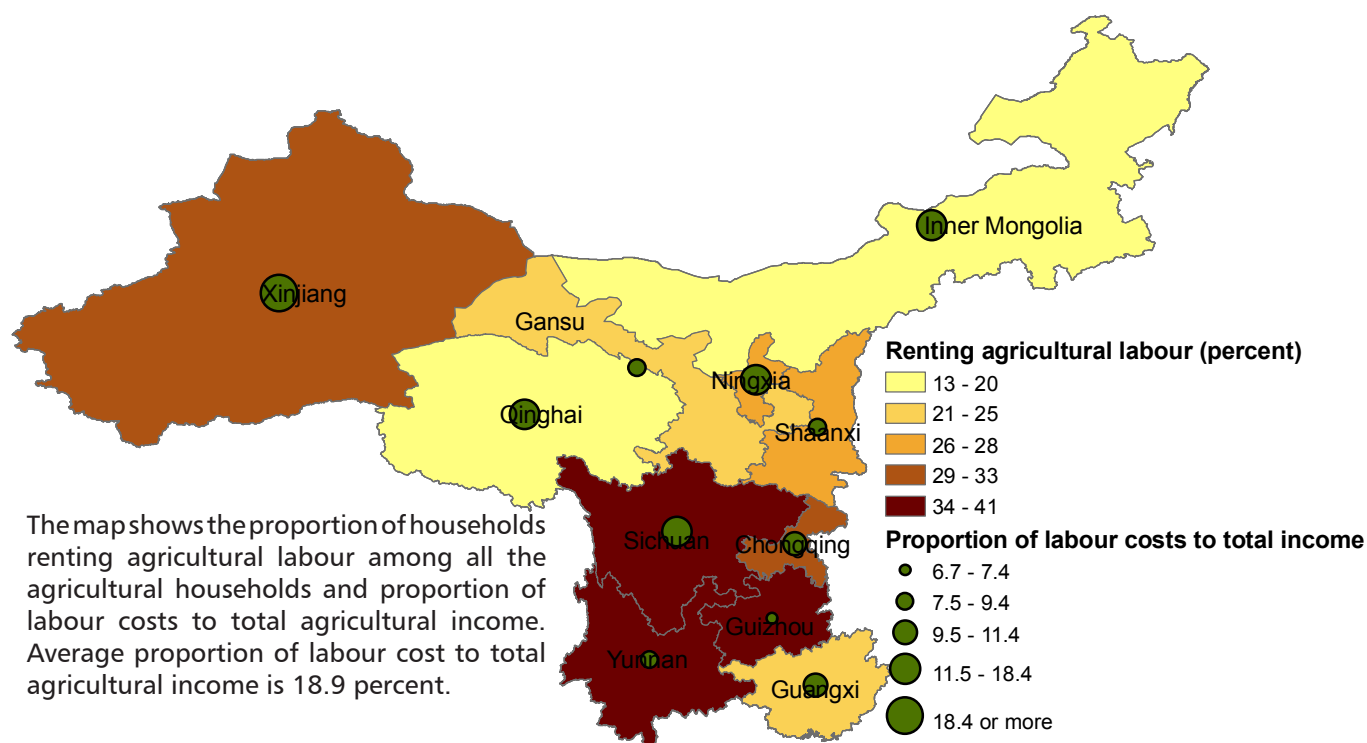 Inner Mongolia
Xinjiang
Gansu
Ningxia
Qinghai
Shaanxi
Sichuan
Chongqing
Guizhou
Yunnan
Guangxi
Renting agricultural labour (percent)
13 - 20
21 - 25
26 - 28
29 - 33
34 - 41
Proportion of labour costs to total income
6.7 - 7.4
7.5 - 9.4
9.5 - 11.4
11.5 - 18.4
18.4 or more
The map shows the proportion of households
renting agricultural labour among all the
agricultural households and proportion of
labour costs to total agricultural income.
Average proportion of labour cost to total
agricultural income is 18.9 percent.